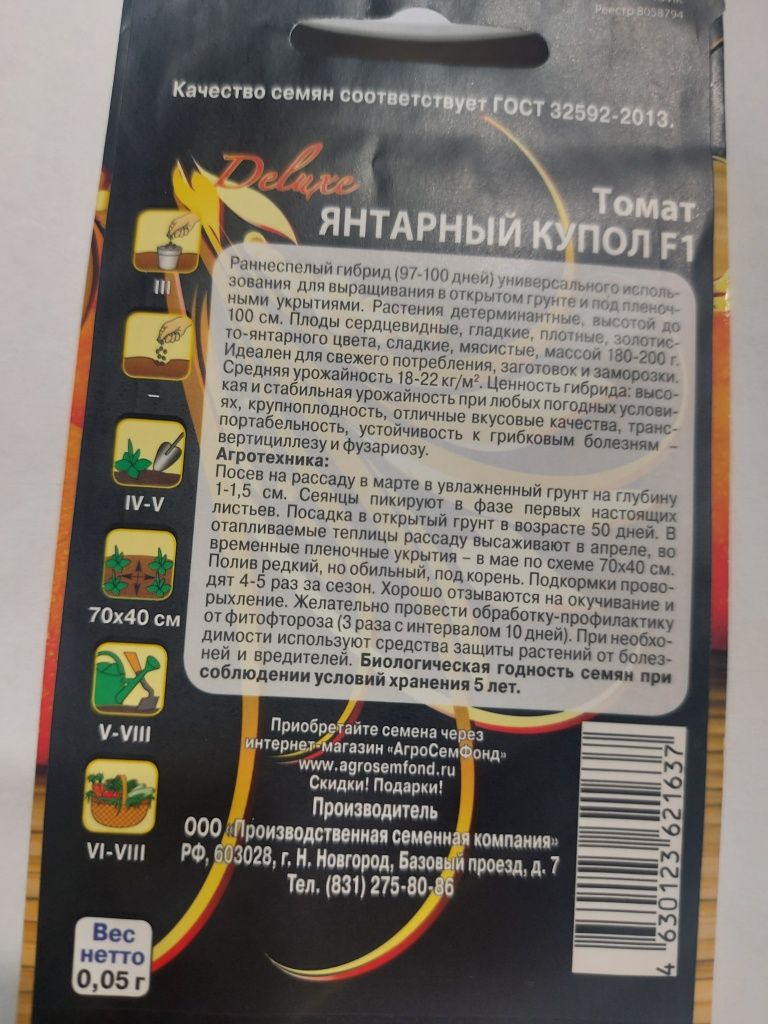 Реестр 8058794
Качество семян соответствует ГОСТ 32592-2013.
Deluxe
Томат
ЯНТАРНЫЙ КУПОЛ F1
Раннеспелый гибрид (97-100 дней) универсального исполь-
зования для выращивания в открытом грунте и под пленоч-
ными укрытиями. Растения детерминантные, высотой до
100 см. Плоды сердцевидные, гладкие, плотные, золотис-
то-янтарного цвета, сладкие, мясистые, массой 180-200 г.
Идеален для свежего потребления, заготовок и заморозки.
Средняя урожайность 18-22 кг/м². Ценность гибрида: высо-
кая и стабильная урожайность при любых погодных услови-
ях, крупноплодность, отличные вкусовые качества, транс-
портабельность, устойчивость к грибковым болезням –
вертициллезу и фузариозу.
Агротехника:
Посев на рассаду в марте в увлажненный грунт на глубину
1-1,5 см. Сеянцы пикируют в фазе первых настоящих
листьев. Посадка в открытый грунт в возрасте 50 дней. В
отапливаемые теплицы рассаду высаживают в апреле, во
временные пленочные укрытия – в мае по схеме 70х40 см.
Полив редкий, но обильный, под корень. Подкормки прово-
дят 4-5 раз за сезон. Хорошо отзываются на окучивание и
рыхление. Желательно провести обработку-профилактику
от фитофтороза (3 раза с интервалом 10 дней). При необхо-
димости используют средства защиты растений от болез-
ней и вредителей. Биологическая годность семян при
соблюдении условий хранения 5 лет.
III
–
IV-V
70х40 см
V-VIII
VI-VIII
Приобретайте семена через
интернет-магазин «АгроСемФонд»
www.agrosemfond.ru
Скидки! Подарки!
Производитель
ООО «Производственная семенная компания»
РФ, 603028, г. Н. Новгород, Базовый проезд, д. 7
Тел. (831) 275-80-86
Вес
нетто
0,05 г
4 630123 621637